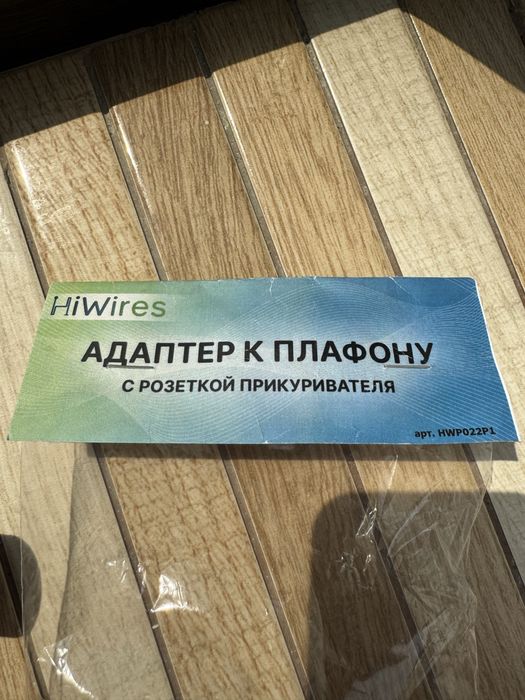 HiWires
АДАПТЕР К ПЛАФОНУ
С РОЗЕТКОЙ ПРИКУРИВАТЕЛЯ
арт. HWP022P1